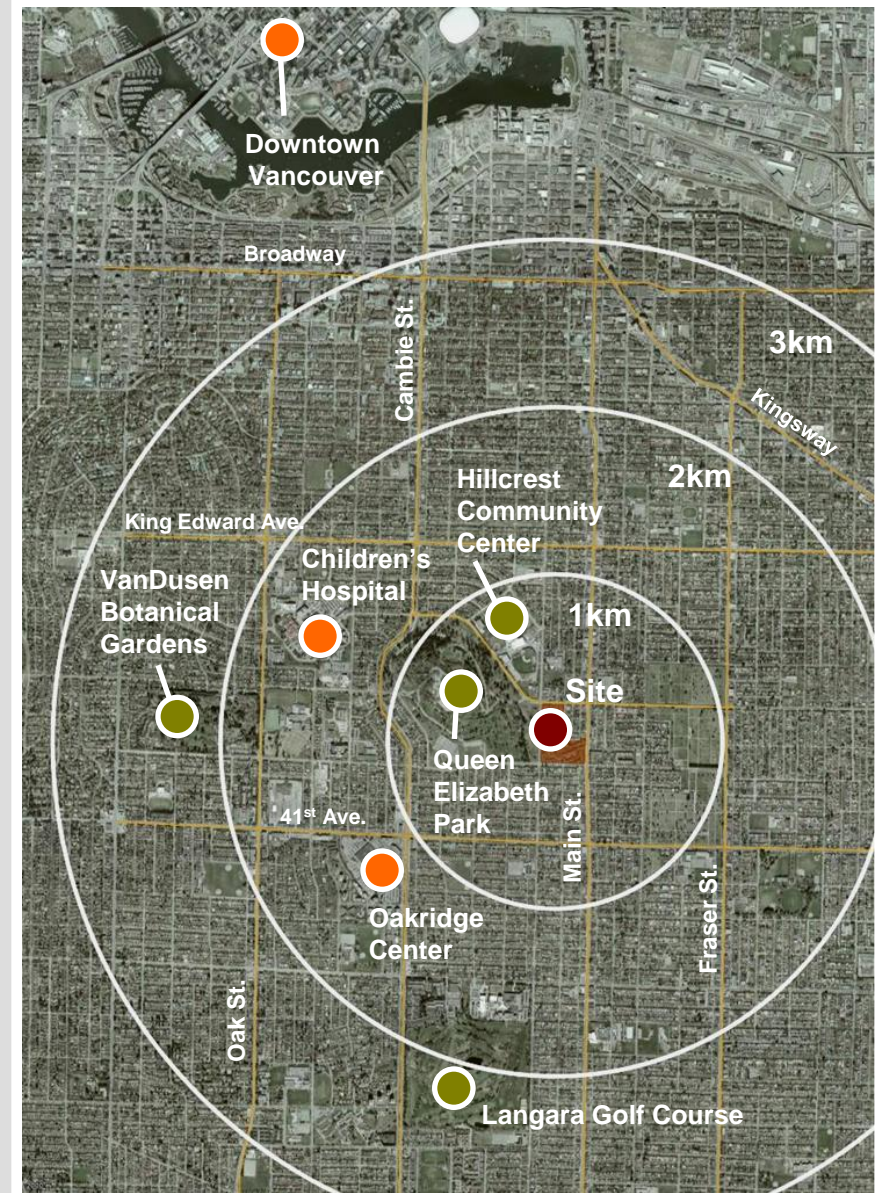 Downtown
Vancouver
Broadway
Cambie St.
3km
Kingsway
2km
Hillcrest
Community
Center
King Edward Ave.
Children's
Hospital
VanDusen
Botanical
Gardens
1km
Site
Queen
Elizabeth
Park
41st Ave.
Main St.
Oakridge
Center
Fraser St.
Oak St.
Langara Golf Course